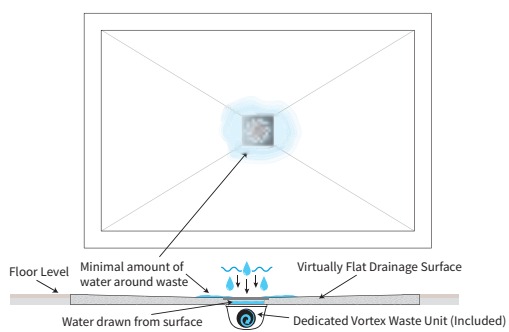 Floor Level
Minimal amount of
water around waste
Virtually Flat Drainage Surface
Water drawn from surface
Dedicated Vortex Waste Unit (Included)